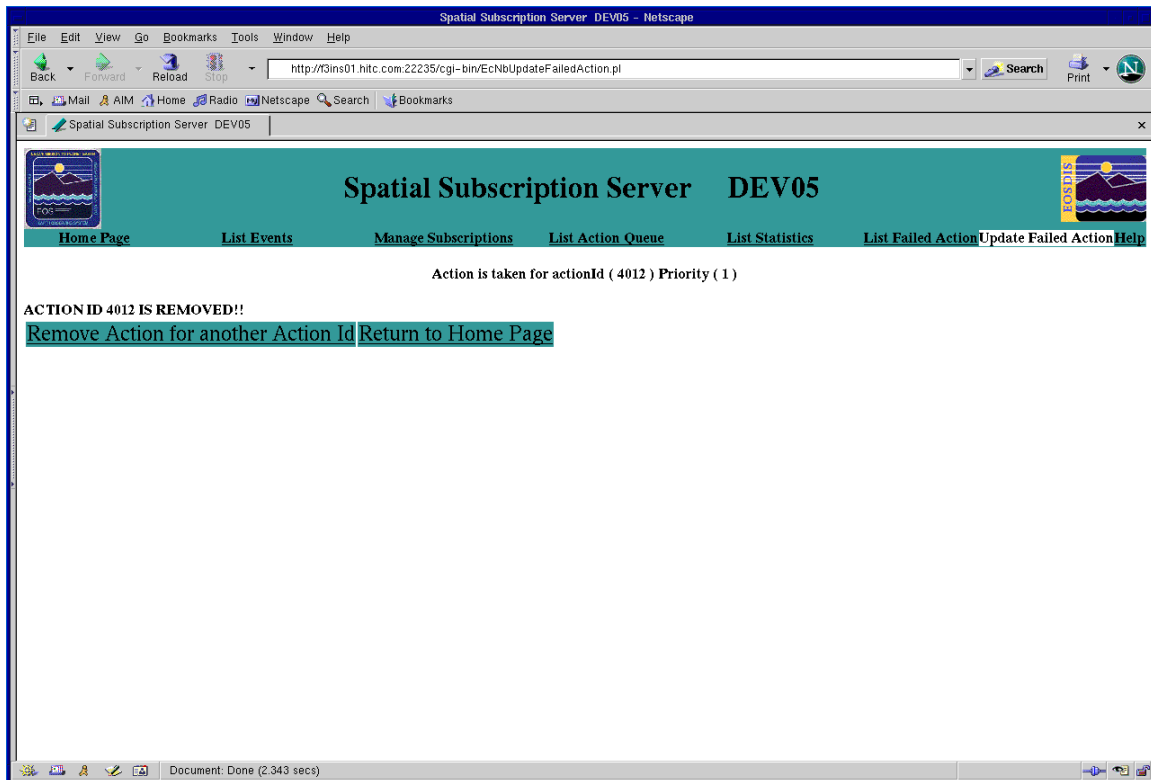 Spatial Subscription Server DEV05 - Netscape
File Edit View Go Bookmarks Tools Window Help
Back Forward Reload Stop http://f3ins01.hitc.com:22235/cgi-bin/EcNbUpdateFailedAction.pl Search Print N
Mail AIM Home Radio Netscape Search Bookmarks
Spatial Subscription Server DEV05
EOS
Spatial Subscription Server DEV05
EOSDIS
Home Page List Events Manage Subscriptions List Action Queue List Statistics List Failed Action Update Failed Action Help
Action is taken for actionId ( 4012 ) Priority ( 1 )
ACTION ID 4012 IS REMOVED!!
Remove Action for another Action Id Return to Home Page
Document: Done (2.343 secs)